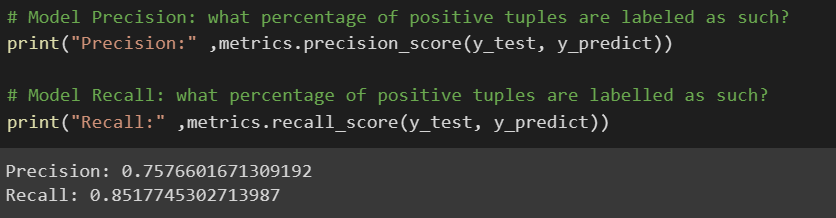 # Model Precision: what percentage of positive tuples are labeled as such?
print("Precision:" ,metrics.precision_score(y_test, y_predict))
# Model Recall: what percentage of positive tuples are labelled as such?
print("Recall:" ,metrics.recall_score(y_test, y_predict))
Precision: 0.7576601671309192
Recall: 0.8517745302713987